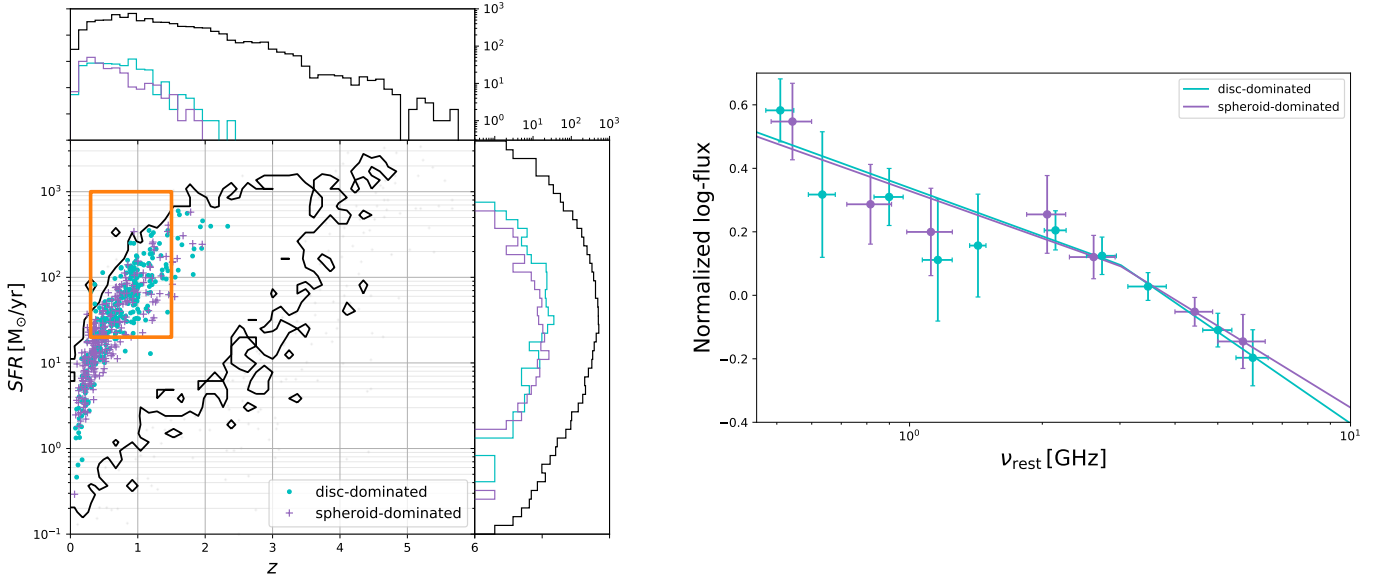 10³
10²
10¹
10⁰
10⁰ 10¹ 10² 10³
10³
10²
10¹
10⁰
10⁻¹
SFR [M⊙/yr]
disc-dominated
spheroid-dominated
0 1 2 3 4 5 6
z
0.6
0.4
0.2
0.0
−0.2
−0.4
Normalized log-flux
disc-dominated
spheroid-dominated
10⁰ 10¹
νrest [GHz]